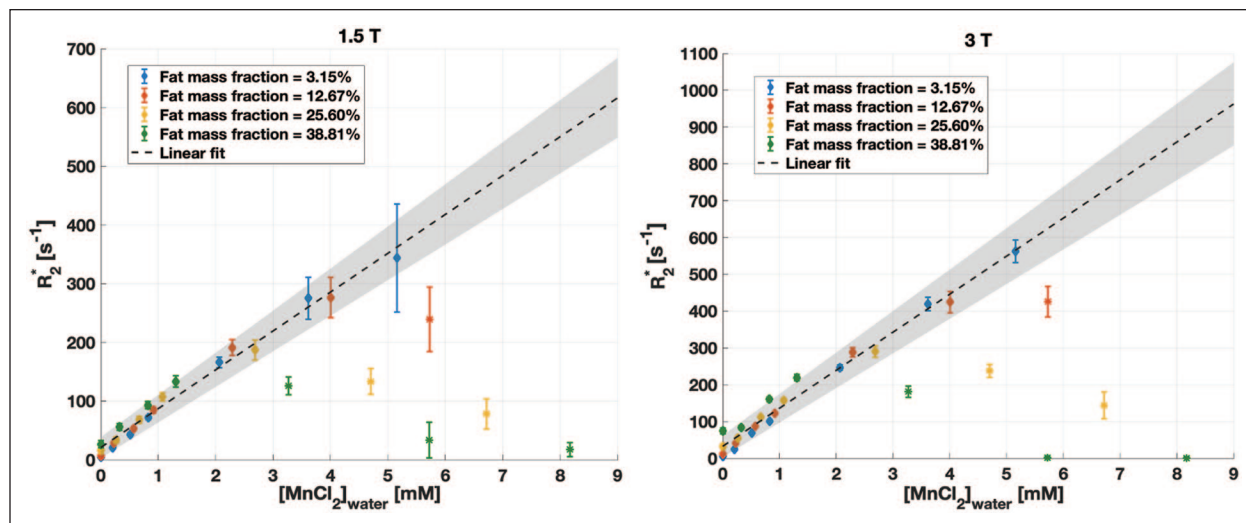 1.5 T
700
600
500
400
300
200
100
0
R2* [s-1]
Fat mass fraction = 3.15%
Fat mass fraction = 12.67%
Fat mass fraction = 25.60%
Fat mass fraction = 38.81%
Linear fit
0 1 2 3 4 5 6 7 8 9
[MnCl2]water [mM]
3 T
1100
1000
900
800
700
600
500
400
300
200
100
0
R2* [s-1]
Fat mass fraction = 3.15%
Fat mass fraction = 12.67%
Fat mass fraction = 25.60%
Fat mass fraction = 38.81%
Linear fit
0 1 2 3 4 5 6 7 8 9
[MnCl2]water [mM]